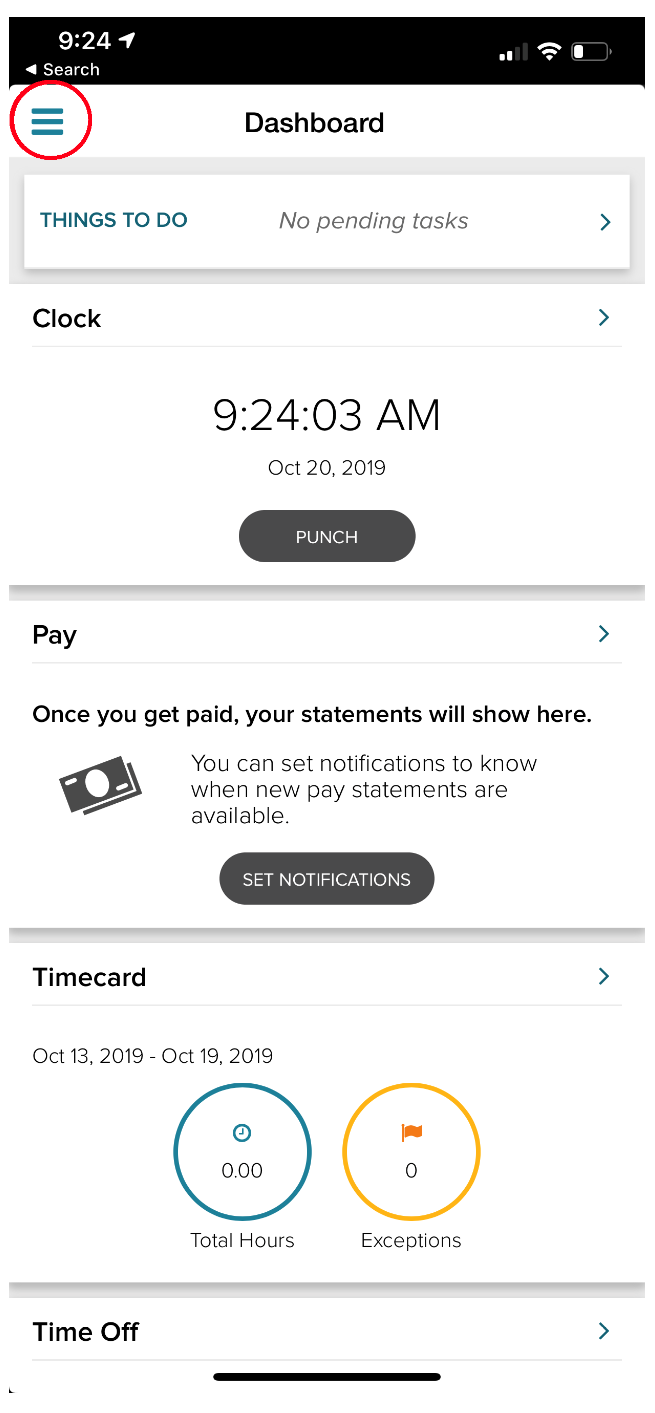 9:24
Search
Dashboard
THINGS TO DO No pending tasks
Clock
9:24:03 AM
Oct 20, 2019
PUNCH
Pay
Once you get paid, your statements will show here.
You can set notifications to know
when new pay statements are
available.
SET NOTIFICATIONS
Timecard
Oct 13, 2019 - Oct 19, 2019
0.00 0
Total Hours Exceptions
Time Off